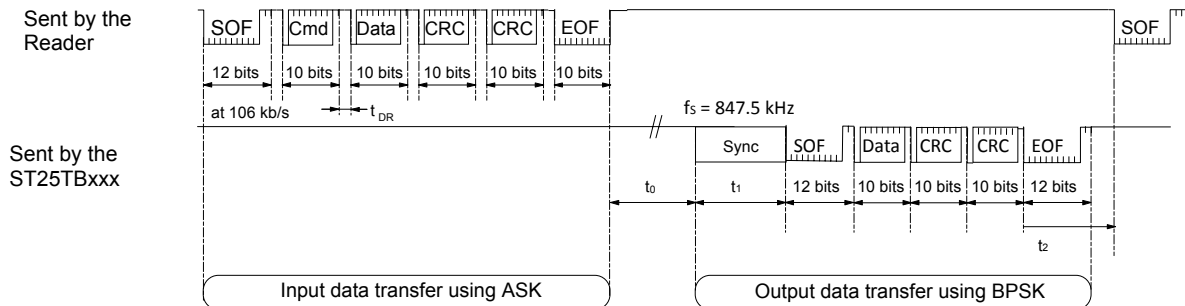 Sent by the
Reader
SOF Cmd Data CRC CRC EOF SOF
12 bits 10 bits 10 bits 10 bits 10 bits 10 bits
at 106 kb/s tDR fs = 847.5 kHz
Sent by the
ST25TBxxx
Sync SOF Data CRC CRC EOF
t0 t1 12 bits 10 bits 10 bits 10 bits 12 bits
t2
Input data transfer using ASK Output data transfer using BPSK